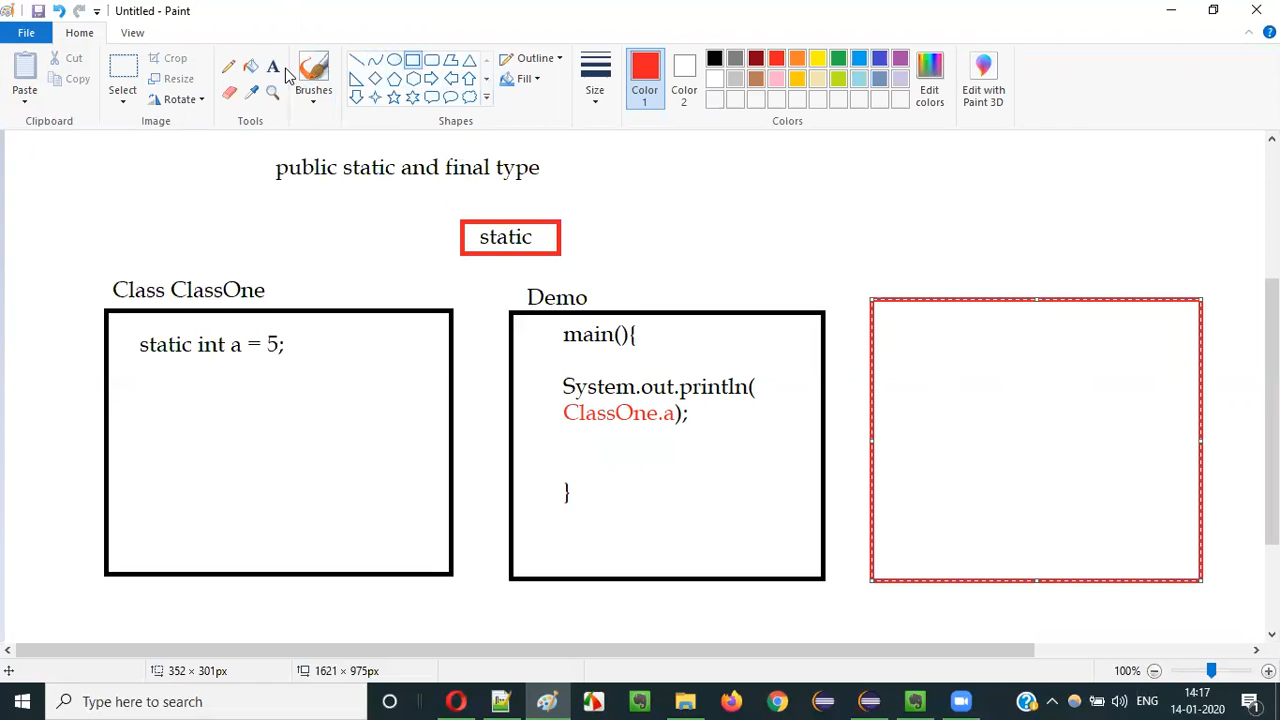 Untitled - Paint
File
Home
View
Paste
Cut
Copy
Clipboard
Select
Crop
Resize
Rotate
Image
A
Tools
Brushes
Shapes
Outline
Fill
Size
Color
1
Color
2
Colors
Edit
colors
Edit with
Paint 3D
public static and final type
static
Class ClassOne
static int a = 5;
Demo
main(){
System.out.println(
ClassOne.a);
}
352 × 301px
1621 × 975px
100%
Type here to search
ENG
14:17
14-01-2020
1